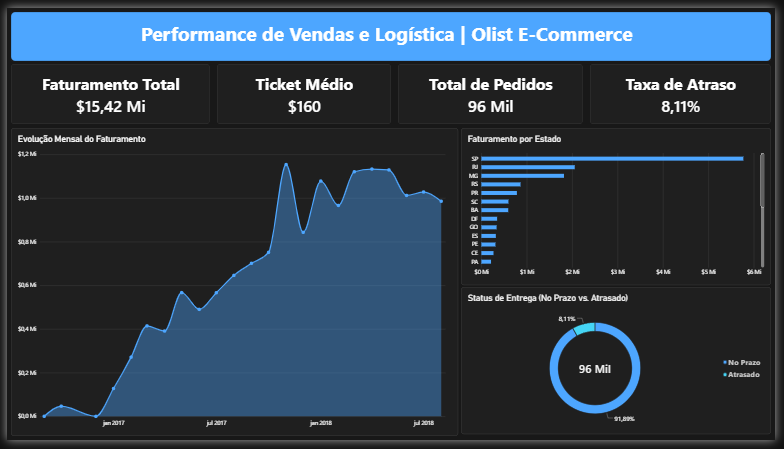 Performance de Vendas e Logística | Olist E-Commerce
Faturamento Total
$15,42 Mi
Ticket Médio
$160
Total de Pedidos
96 Mil
Taxa de Atraso
8,11%
Evolução Mensal do Faturamento
$1,2 Mi
$1,0 Mi
$0,8 Mi
$0,6 Mi
$0,4 Mi
$0,2 Mi
$0,0 Mi
jan 2017
jul 2017
jan 2018
jul 2018
Faturamento por Estado
SP
RJ
MG
RS
PR
SC
BA
DF
GO
ES
PE
CE
PA
$0 Mi
$1 Mi
$2 Mi
$3 Mi
$4 Mi
$5 Mi
$6 Mi
Status de Entrega (No Prazo vs. Atrasado)
8,11%
96 Mil
91,89%
No Prazo
Atrasado